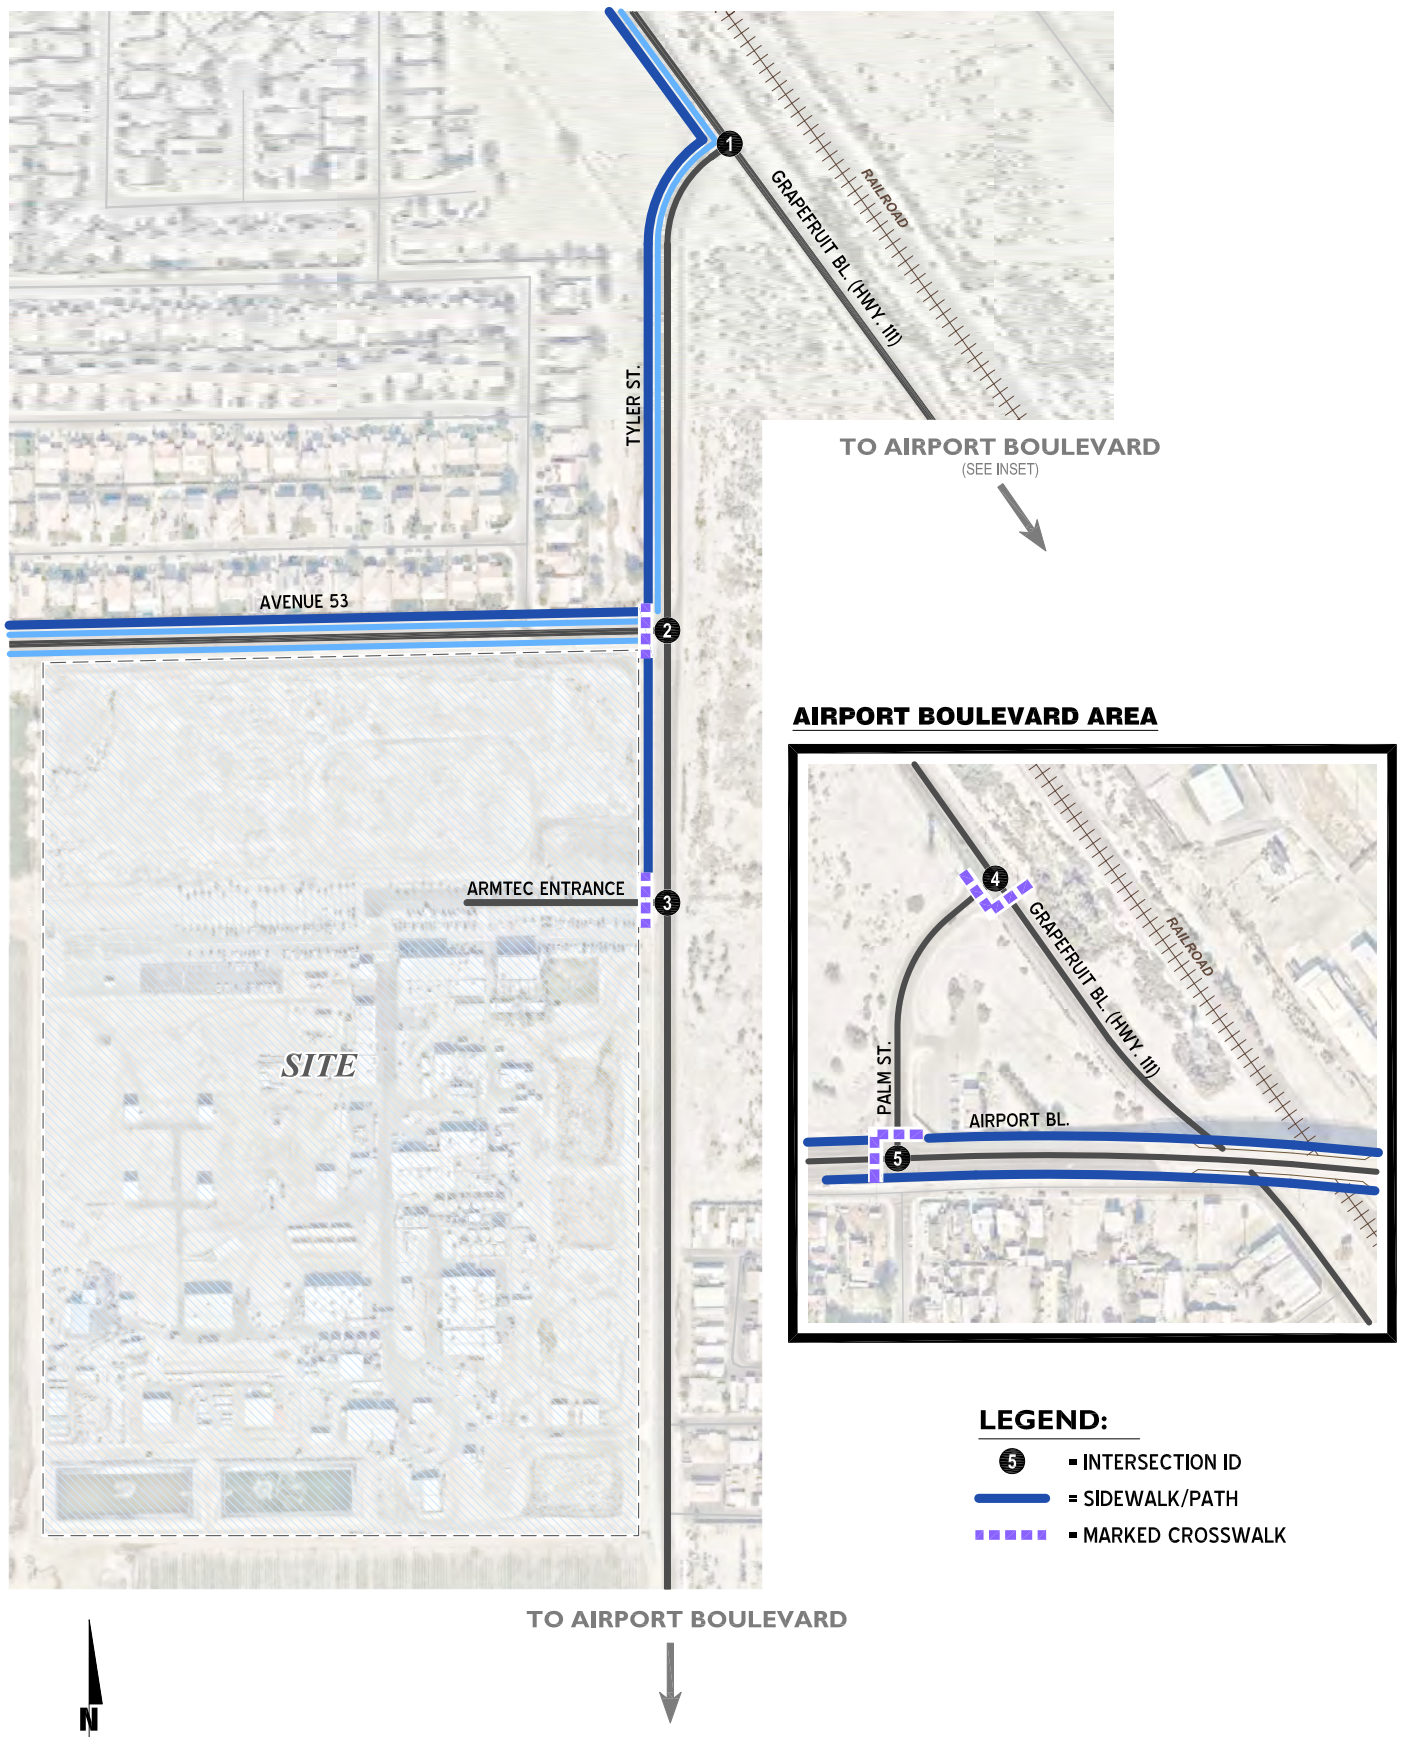 1
RAILROAD
GRAPEFRUIT BL. (HWY. 111)
TYLER ST.
TO AIRPORT BOULEVARD
(SEE INSET)
AVENUE 53
2
AIRPORT BOULEVARD AREA
ARMTEC ENTRANCE
3
4
GRAPEFRUIT BL. (HWY. 111)
RAILROAD
SITE
PALM ST.
AIRPORT BL.
5
LEGEND:
5 = INTERSECTION ID
= SIDEWALK/PATH
= MARKED CROSSWALK
TO AIRPORT BOULEVARD
N